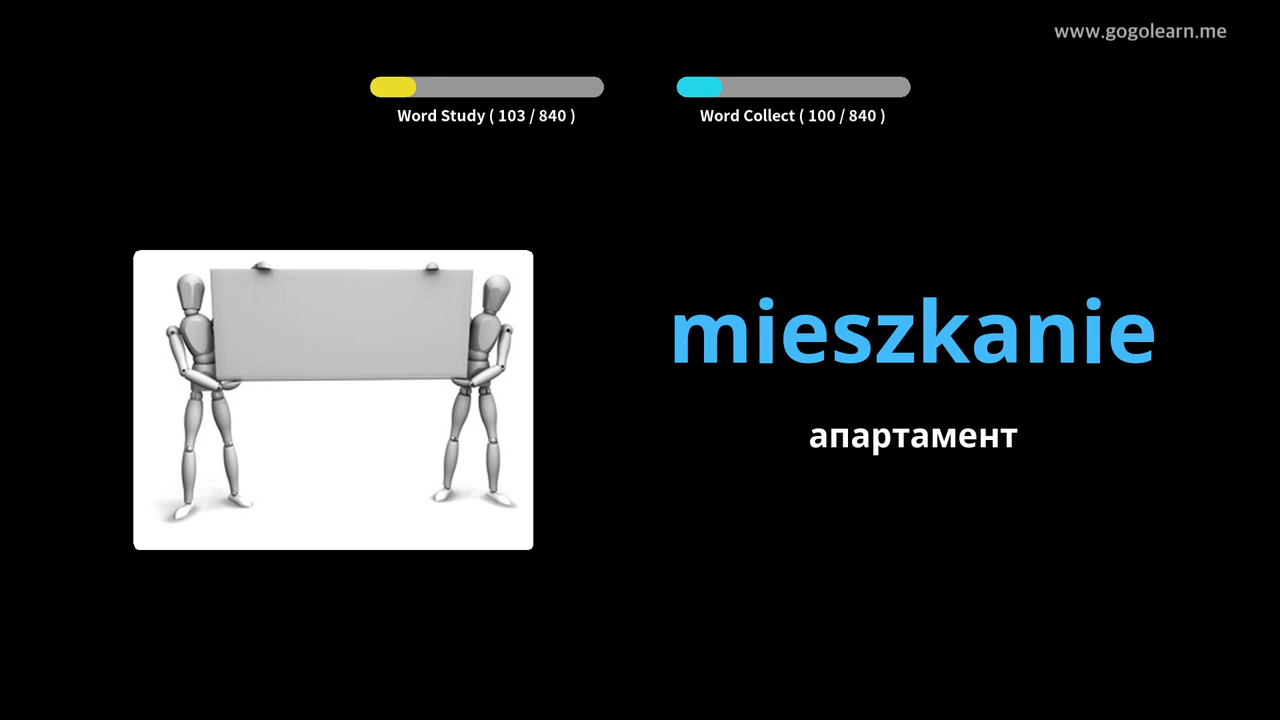 www.gogolearn.me
Word Study ( 103 / 840 )
Word Collect ( 100 / 840 )
mieszkanie
апартамент